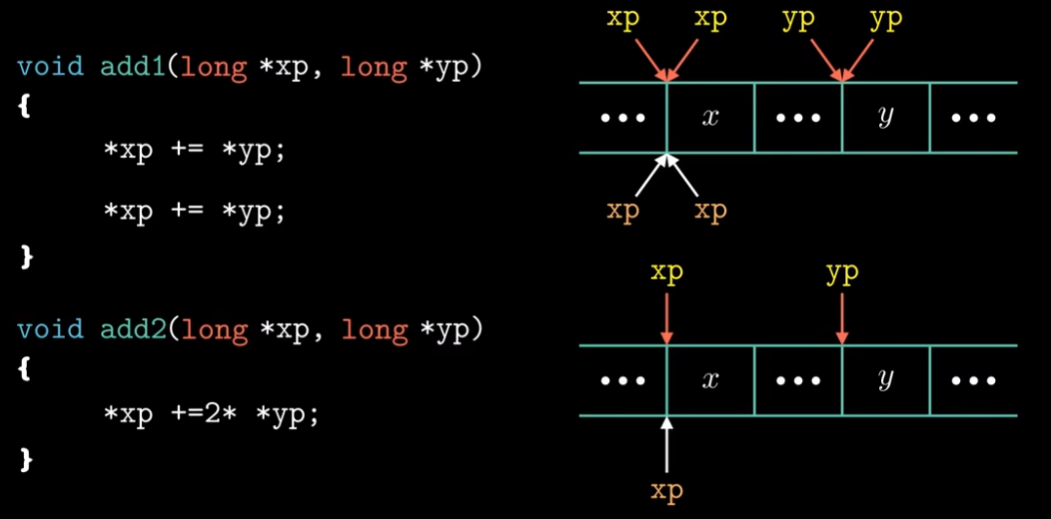 void add1(long *xp, long *yp)
{
*xp += *yp;
*xp += *yp;
}
void add2(long *xp, long *yp)
{
*xp +=2* *yp;
}
xp xp yp yp
••• x ••• y •••
xp xp
xp yp
••• x ••• y •••
xp